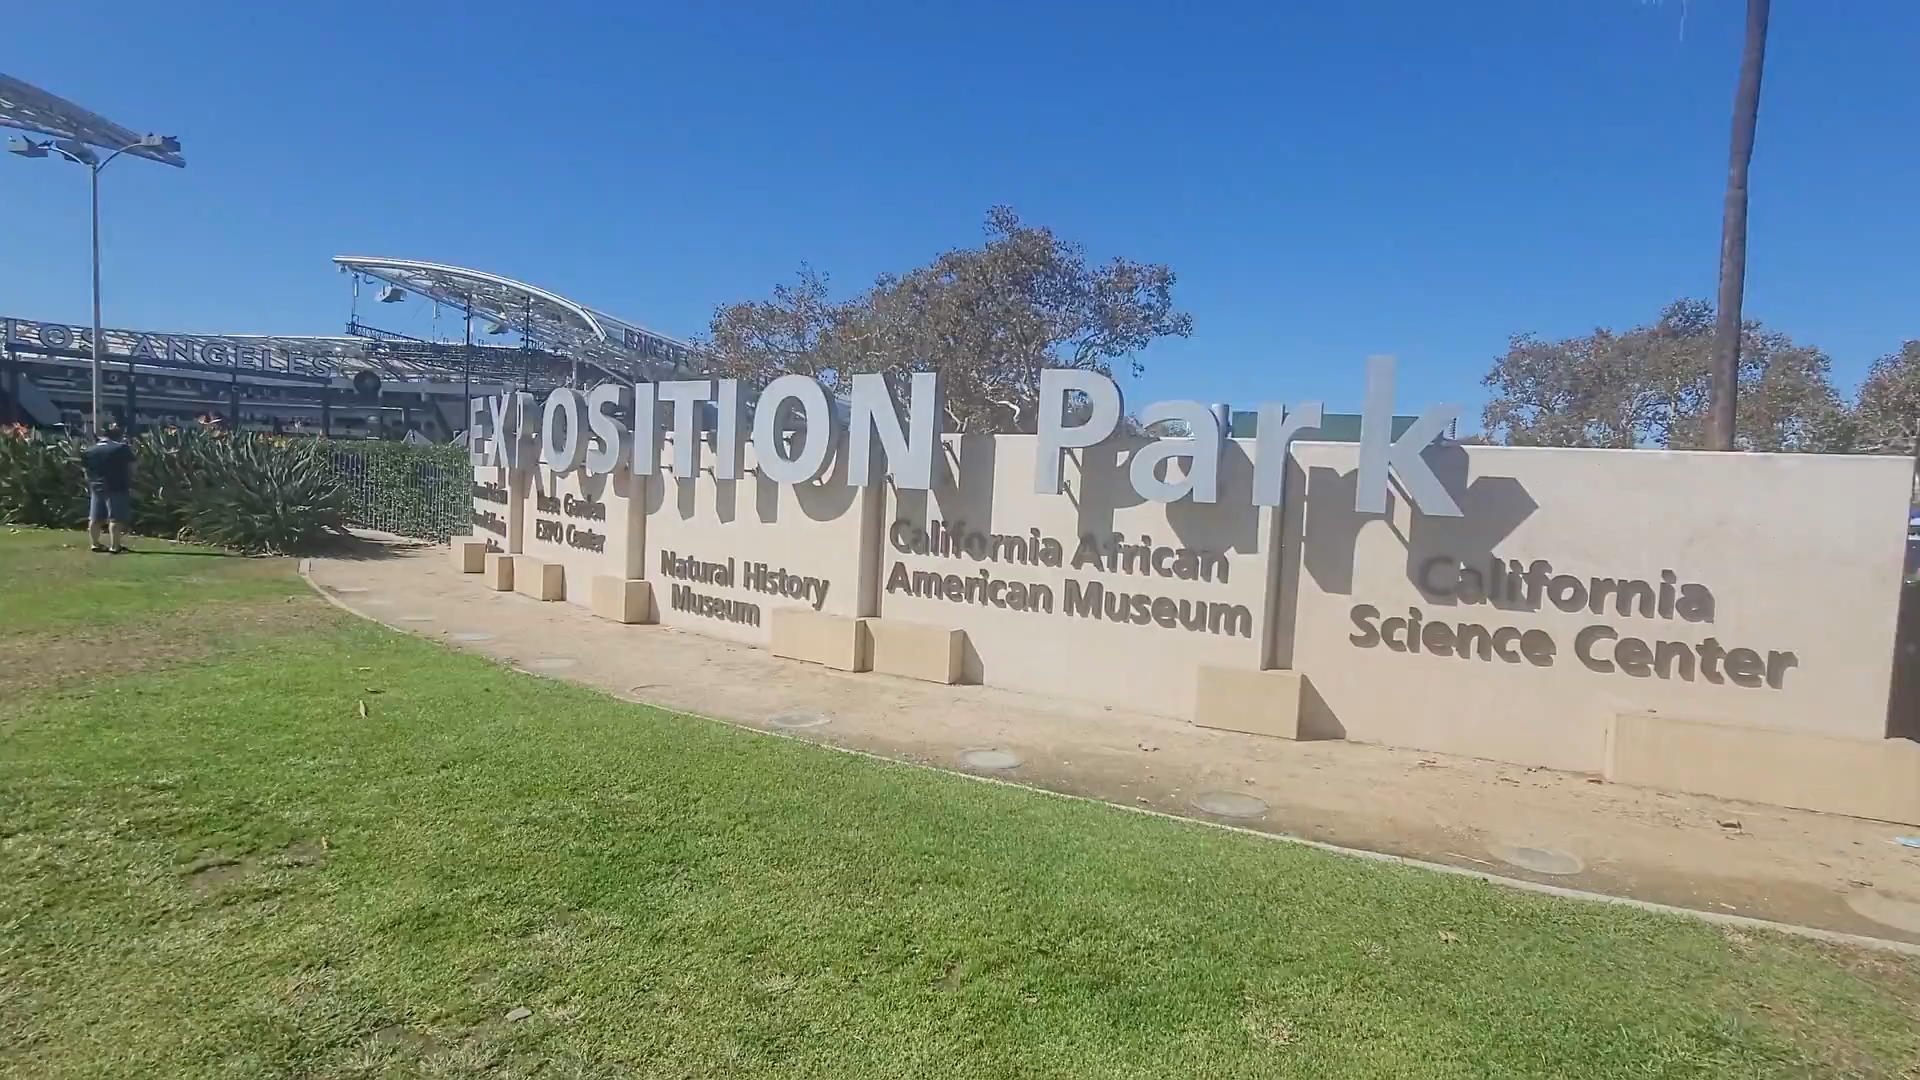 LOS ANGELES
EXPOSITION Park
Rose Garden
EXPO Center
Natural History
Museum
California African
American Museum
California
Science Center